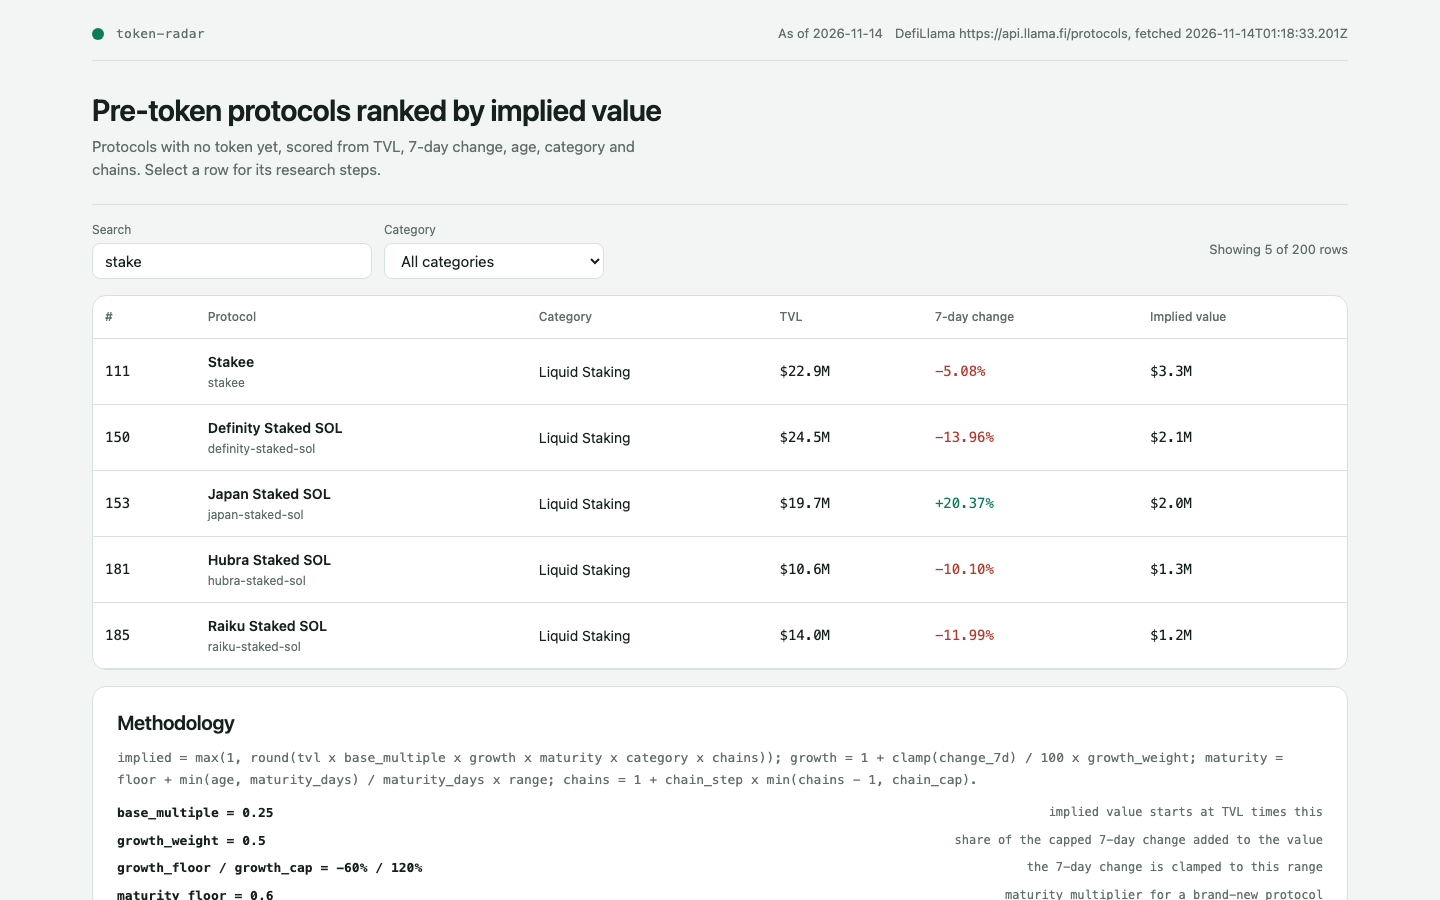 token-radar
As of 2026-11-14 DefiLlama https://api.llama.fi/protocols, fetched 2026-11-14T01:18:33.201Z
Pre-token protocols ranked by implied value
Protocols with no token yet, scored from TVL, 7-day change, age, category and
chains. Select a row for its research steps.
Search
Category
stake
All categories
Showing 5 of 200 rows
# Protocol Category TVL 7-day change Implied value
111 Stakee Liquid Staking $22.9M −5.08% $3.3M
stakee
150 Definity Staked SOL Liquid Staking $24.5M −13.96% $2.1M
definity-staked-sol
153 Japan Staked SOL Liquid Staking $19.7M +20.37% $2.0M
japan-staked-sol
181 Hubra Staked SOL Liquid Staking $10.6M −10.10% $1.3M
hubra-staked-sol
185 Raiku Staked SOL Liquid Staking $14.0M −11.99% $1.2M
raiku-staked-sol
Methodology
implied = max(1, round(tvl x base_multiple x growth x maturity x category x chains)); growth = 1 + clamp(change_7d) / 100 x growth_weight; maturity =
floor + min(age, maturity_days) / maturity_days x range; chains = 1 + chain_step x min(chains − 1, chain_cap).
base_multiple = 0.25 implied value starts at TVL times this
growth_weight = 0.5 share of the capped 7-day change added to the value
growth_floor / growth_cap = −60% / 120% the 7-day change is clamped to this range
maturity_floor = 0.6 maturity multiplier for a brand-new protocol